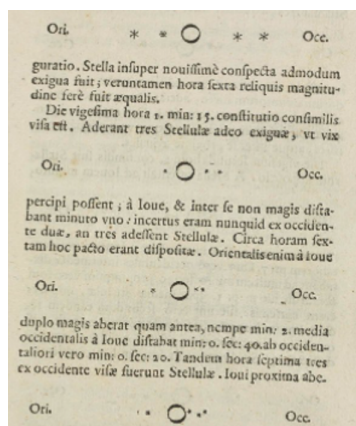 Ori. * * O * * Occ.
guratio. Stella insuper nouissimè conspecta admodum
exigua fuit; veruntamen hora sexta reliquis magnitu-
dine ferè fuit æqualis.
Die vigesima hora 1. min: 15. constitutio consimilis
visa est. Aderant tres Stellulæ adeo exiguæ, vt vix
Ori. . O . . Occ.
percipi possent; à Ioue, & inter se non magis dista-
bant minuto vno: incertus eram nunquid ex occiden-
te duæ, an tres adessent Stellulæ. Circa horam sex-
tam hoc pacto erant dispositæ. Orientalis enim à Ioue
Ori. . O . . Occ.
duplo magis aberat quam antea, nempe min: 2. media
occidentalis à Ioue distabat min: 0. sec: 40. ab occiden-
taliori vero min: 0. sec: 20. Tandem hora septima tres
ex occidente visæ fuerunt Stellulæ. Ioui proxima abe-
Ori. . . O . . . Occ.